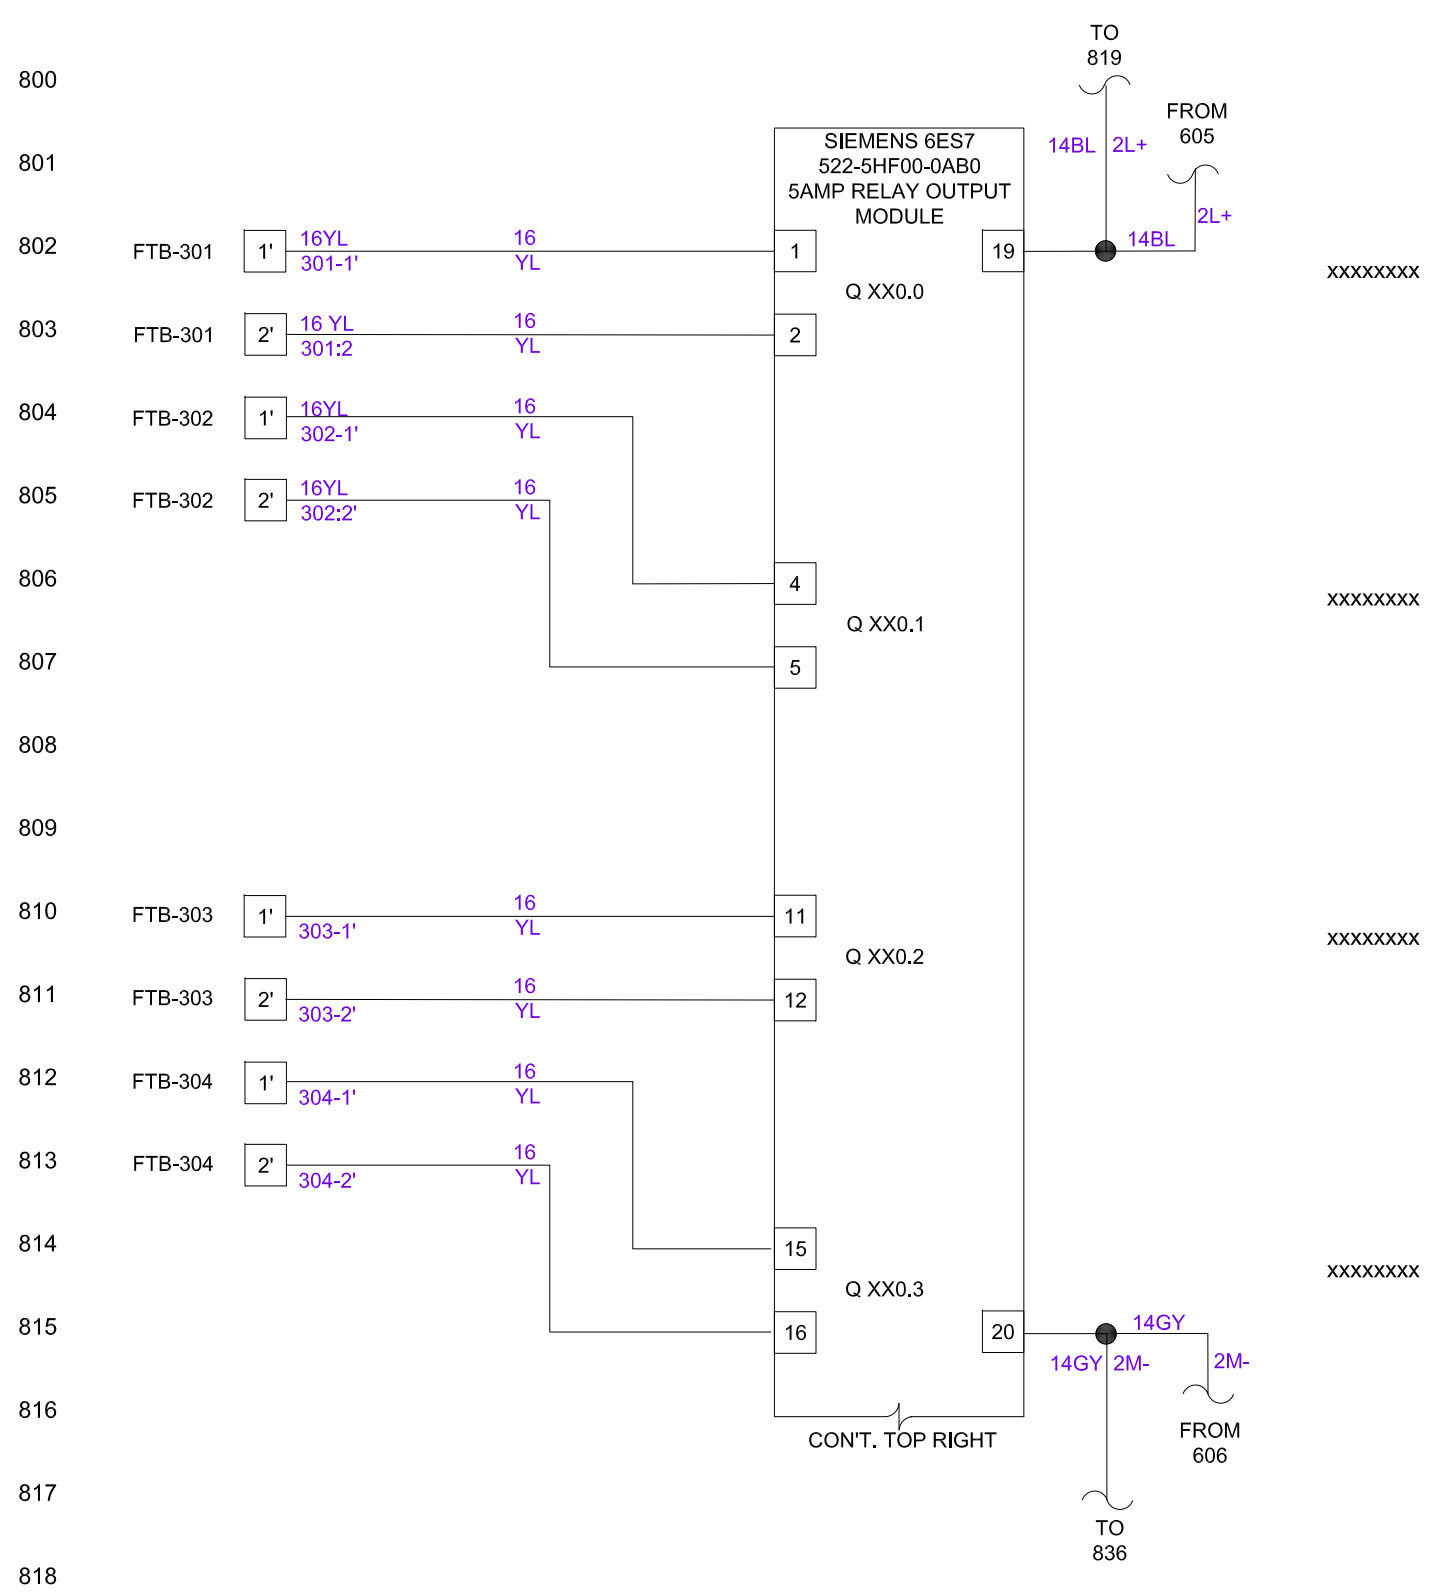 TO
819
800
FROM
605
SIEMENS 6ES7
522-5HF00-0AB0
5AMP RELAY OUTPUT
MODULE
14BL 2L+
801
2L+
802 FTB-301 1' 16YL 16 1 19 14BL
301-1' YL
xxxxxxxx
Q XX0.0
803 FTB-301 2' 16 YL 16 2
301:2 YL
804 FTB-302 1' 16YL 16
302-1' YL
805 FTB-302 2' 16YL 16
302:2' YL
806 4
xxxxxxxx
Q XX0.1
807 5
808
809
810 FTB-303 1' 16 11
303-1' YL
xxxxxxxx
Q XX0.2
811 FTB-303 2' 16 12
303-2' YL
812 FTB-304 1' 16
304-1' YL
813 FTB-304 2' 16
304-2' YL
814 15
xxxxxxxx
Q XX0.3
815 16 20 14GY
14GY 2M- 2M-
816
CON'T. TOP RIGHT
FROM
606
817
TO
836
818